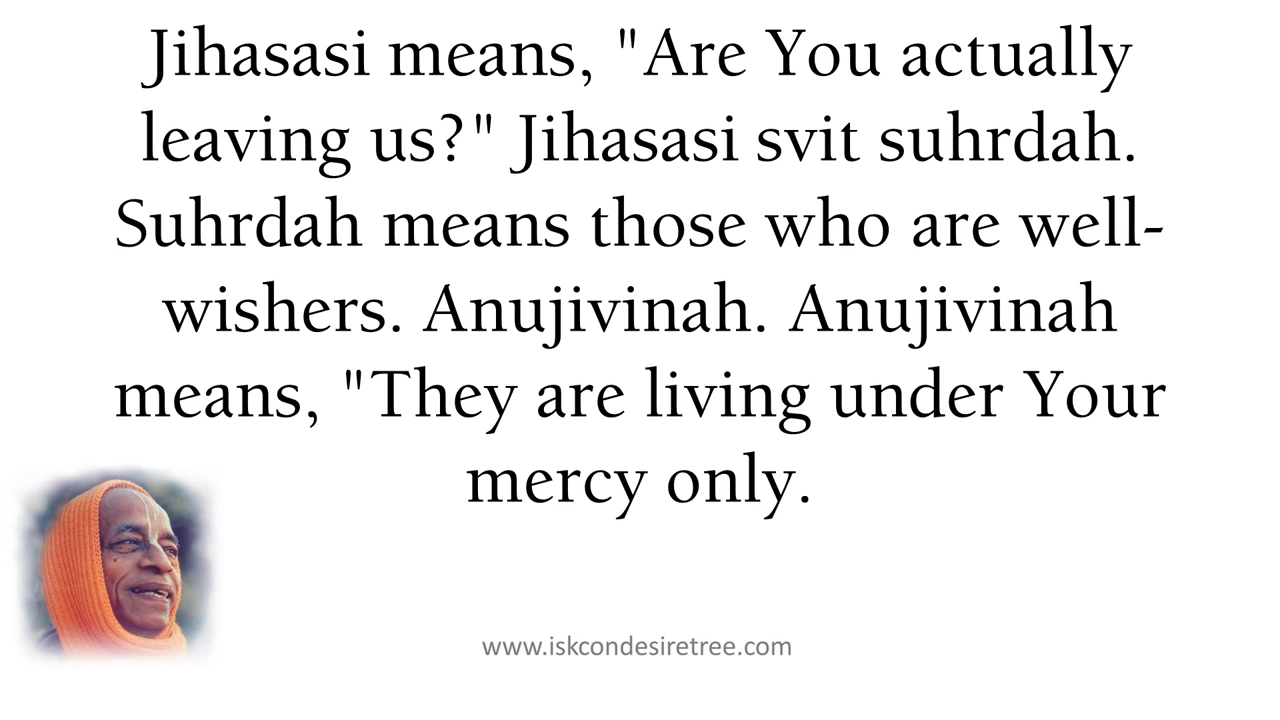 Jihasasi means, "Are You actually
leaving us?" Jihasasi svit suhrdah.
Suhrdah means those who are well-
wishers. Anujivinah. Anujivinah
means, "They are living under Your
mercy only.
www.iskcondesiretree.com